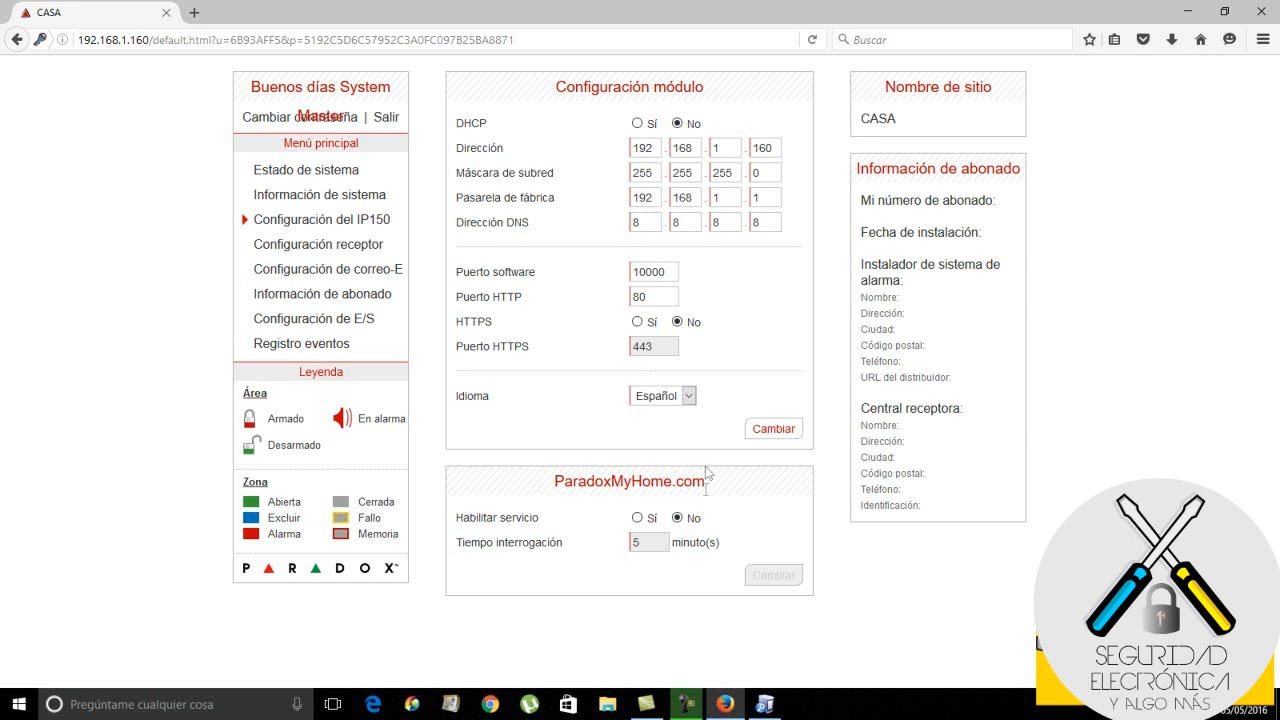 CASA
192.168.1.160/default.html?u=6B93AFF5&p=5192C5D6C57952C3A0FC097B25BA8871
Buscar
Buenos días System
Master
Cambiar contraseña | Salir
Menú principal
Estado de sistema
Información de sistema
Configuración del IP150
Configuración receptor
Configuración de correo-E
Información de abonado
Configuración de E/S
Registro eventos
Leyenda
Área
Armado
En alarma
Desarmado
Zona
Abierta
Cerrada
Excluir
Fallo
Alarma
Memoria
PARADOX™
Configuración módulo
DHCP Sí No
Dirección 192 . 168 . 1 . 160
Máscara de subred 255 . 255 . 255 . 0
Pasarela de fábrica 192 . 168 . 1 . 1
Dirección DNS 8 . 8 . 8 . 8
Puerto software 10000
Puerto HTTP 80
HTTPS Sí No
Puerto HTTPS 443
Idioma Español
Cambiar
ParadoxMyHome.com
Habilitar servicio Sí No
Tiempo interrogación 5 minuto(s)
Cambiar
Nombre de sitio
CASA
Información de abonado
Mi número de abonado:
Fecha de instalación:
Instalador de sistema de
alarma:
Nombre:
Dirección:
Ciudad:
Código postal:
Teléfono:
URL del distribuidor:
Central receptora:
Nombre:
Dirección:
Ciudad:
Código postal:
Teléfono:
Identificación:
SEGURIDAD
ELECTRÓNICA
Y ALGO MÁS
Pregúntame cualquier cosa
05/05/2016